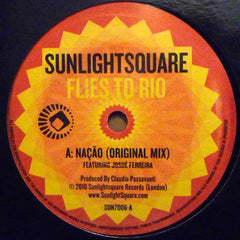 SUNLIGHTSQUARE
FLIES TO RIO
A: NAÇÃO (ORIGINAL MIX)
FEATURING JOSUÉ FERREIRA
Produced By Claudio Passavanti
© 2010 Sunlightsquare Records (London)
www.SunlightSquare.com
SUN7006-A